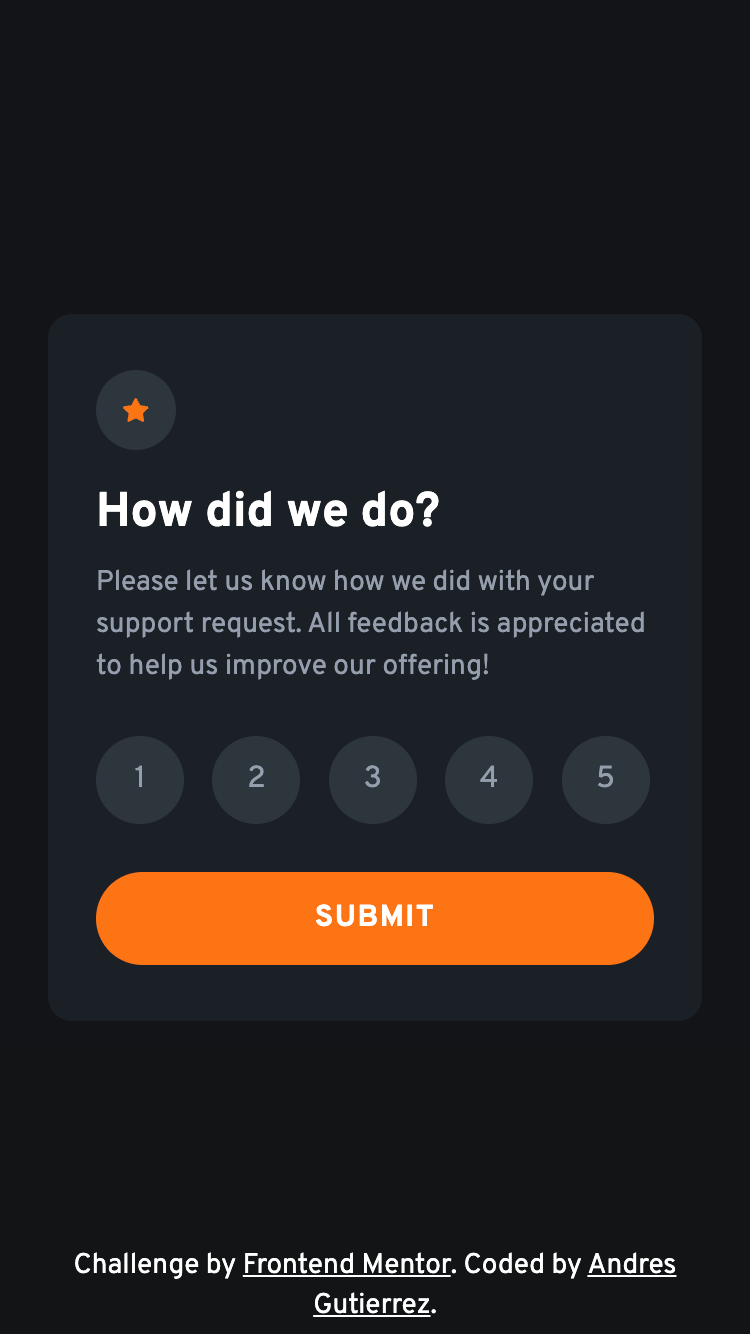 How did we do?
Please let us know how we did with your
support request. All feedback is appreciated
to help us improve our offering!
1 2 3 4 5
SUBMIT
Challenge by Frontend Mentor. Coded by Andres
Gutierrez.